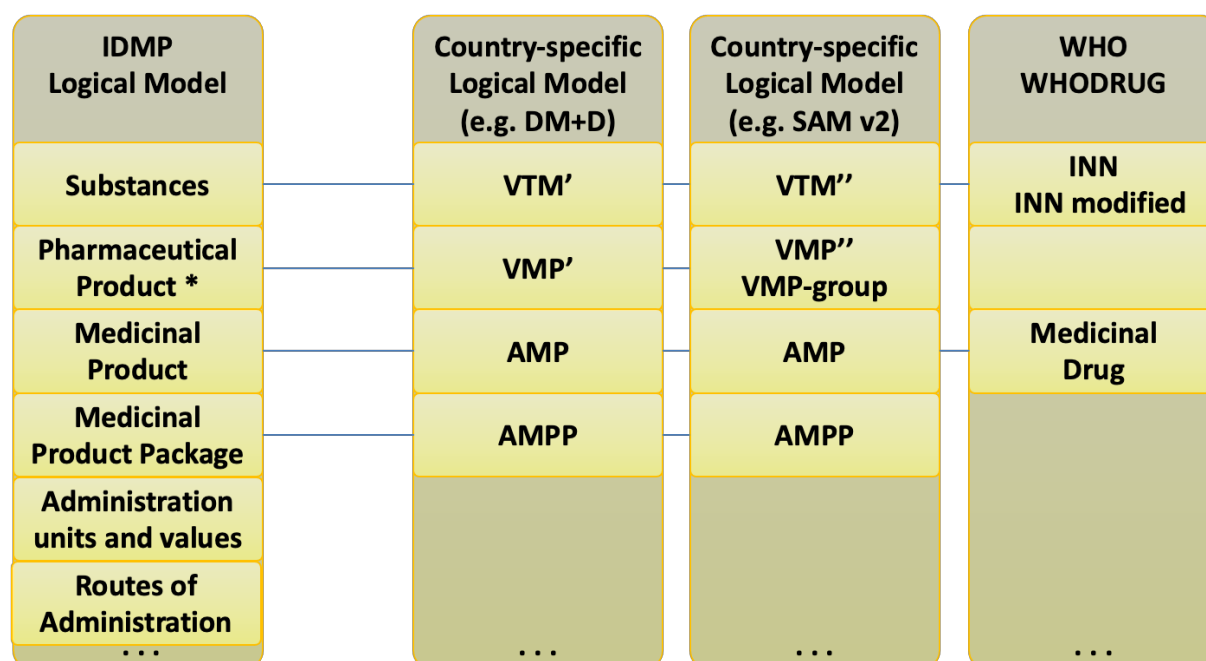 IDMP
Logical Model
Substances
Pharmaceutical
Product *
Medicinal
Product
Medicinal
Product Package
Administration
units and values
Routes of
Administration
. . .
Country-specific
Logical Model
(e.g. DM+D)
VTM’
VMP’
AMP
AMPP
. . .
Country-specific
Logical Model
(e.g. SAM v2)
VTM’’
VMP’’
VMP-group
AMP
AMPP
. . .
WHO
WHODRUG
INN
INN modified
Medicinal
Drug
. . .